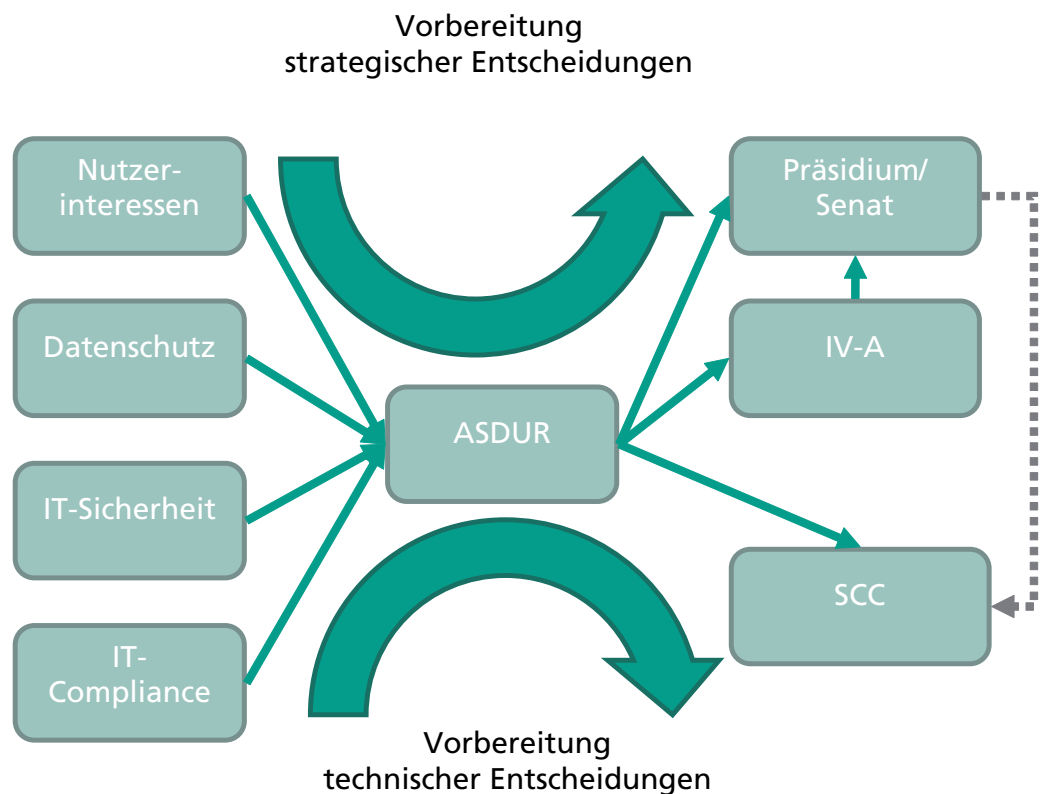 Vorbereitung
strategischer Entscheidungen
Nutzer-
interessen
Datenschutz
IT-Sicherheit
IT-
Compliance
ASDUR
Präsidium/
Senat
IV-A
SCC
Vorbereitung
technischer Entscheidungen